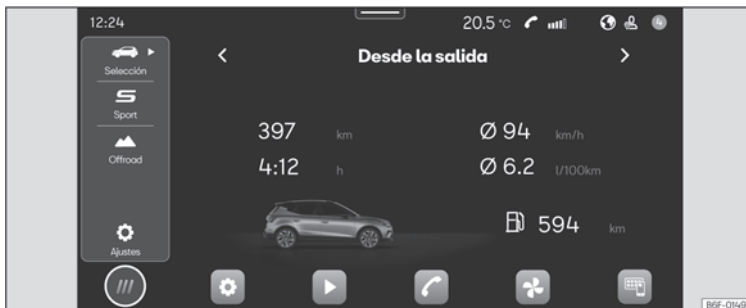 12:24
20.5 °C
4
Selección
Desde la salida
S
Sport
Offroad
397 km
Ø 94 km/h
4:12 h
Ø 6.2 l/100km
594 km
Ajustes
B6F-0149